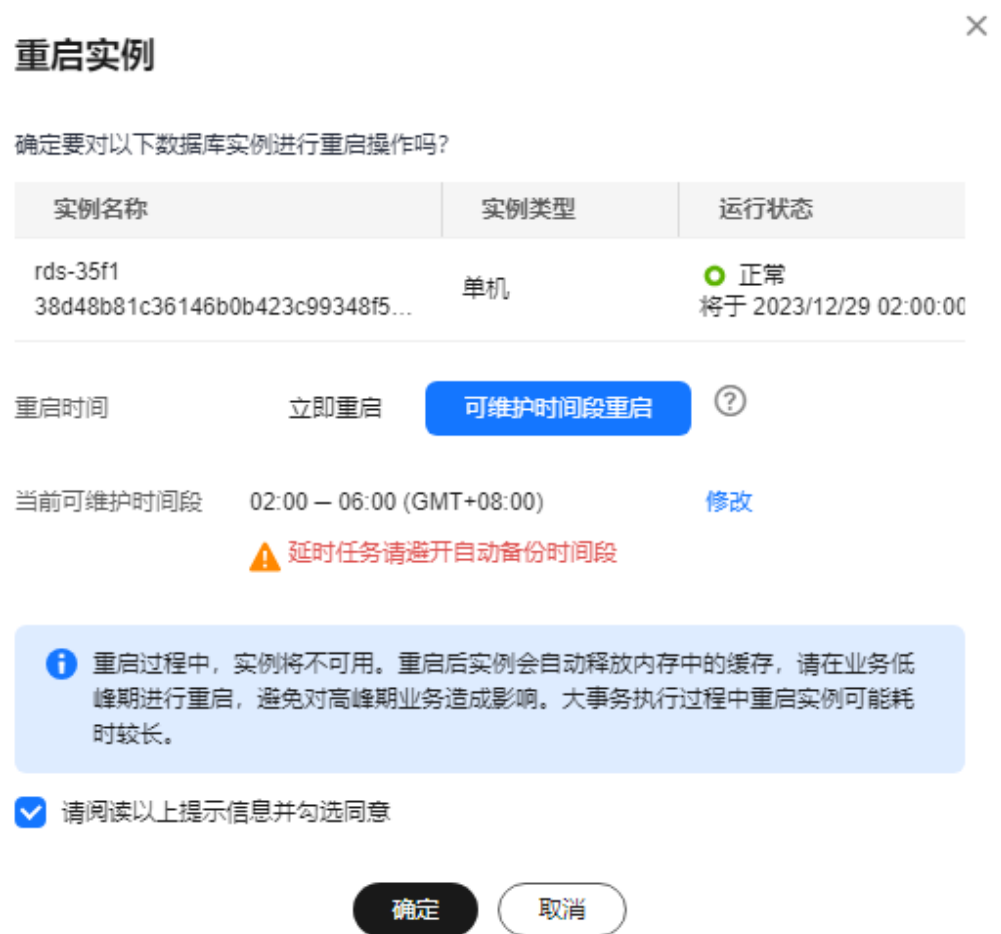 重启实例
确定要对以下数据库实例进行重启操作吗？
实例名称 实例类型 运行状态
rds-35f1
38d48b81c36146b0b423c99348f5...
单机
正常
将于 2023/12/29 02:00:00
重启时间 立即重启 可维护时间段重启 ?
当前可维护时间段 02:00 — 06:00 (GMT+08:00) 修改
延时任务请避开自动备份时间段
重启过程中，实例将不可用。重启后实例会自动释放内存中的缓存，请在业务低
峰期进行重启，避免对高峰期业务造成影响。大事务执行过程中重启实例可能耗
时较长。
请阅读以上提示信息并勾选同意
确定 取消